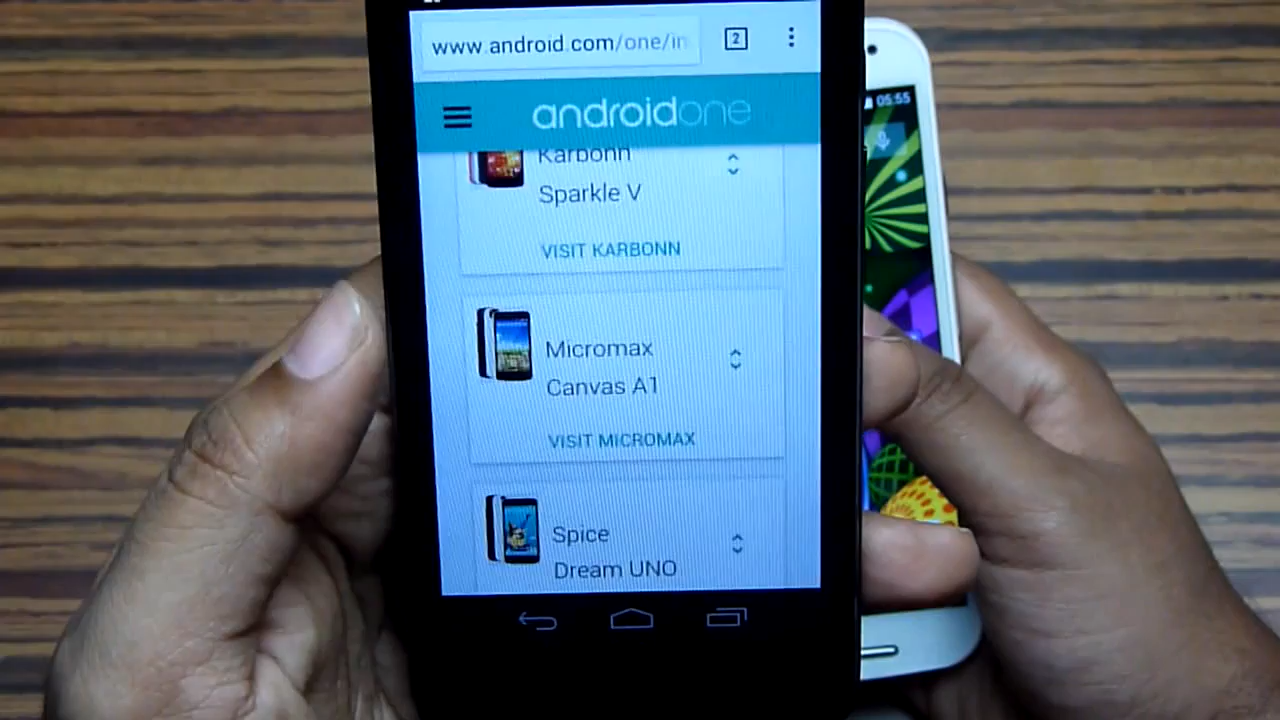 www.android.com/one/in
2
androidone
05:55
Karbonn
Sparkle V
VISIT KARBONN
Micromax
Canvas A1
VISIT MICROMAX
Spice
Dream UNO